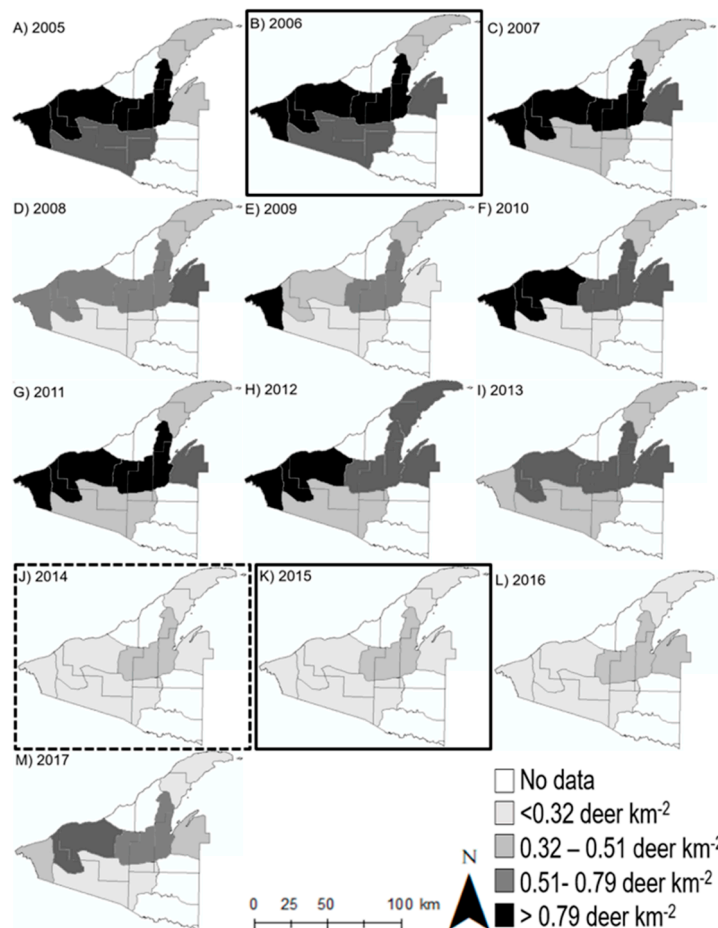 A) 2005
B) 2006
C) 2007
D) 2008
E) 2009
F) 2010
G) 2011
H) 2012
I) 2013
J) 2014
K) 2015
L) 2016
M) 2017
No data
<0.32 deer km-2
0.32 – 0.51 deer km-2
0.51- 0.79 deer km-2
> 0.79 deer km-2
N
0 25 50 100 km